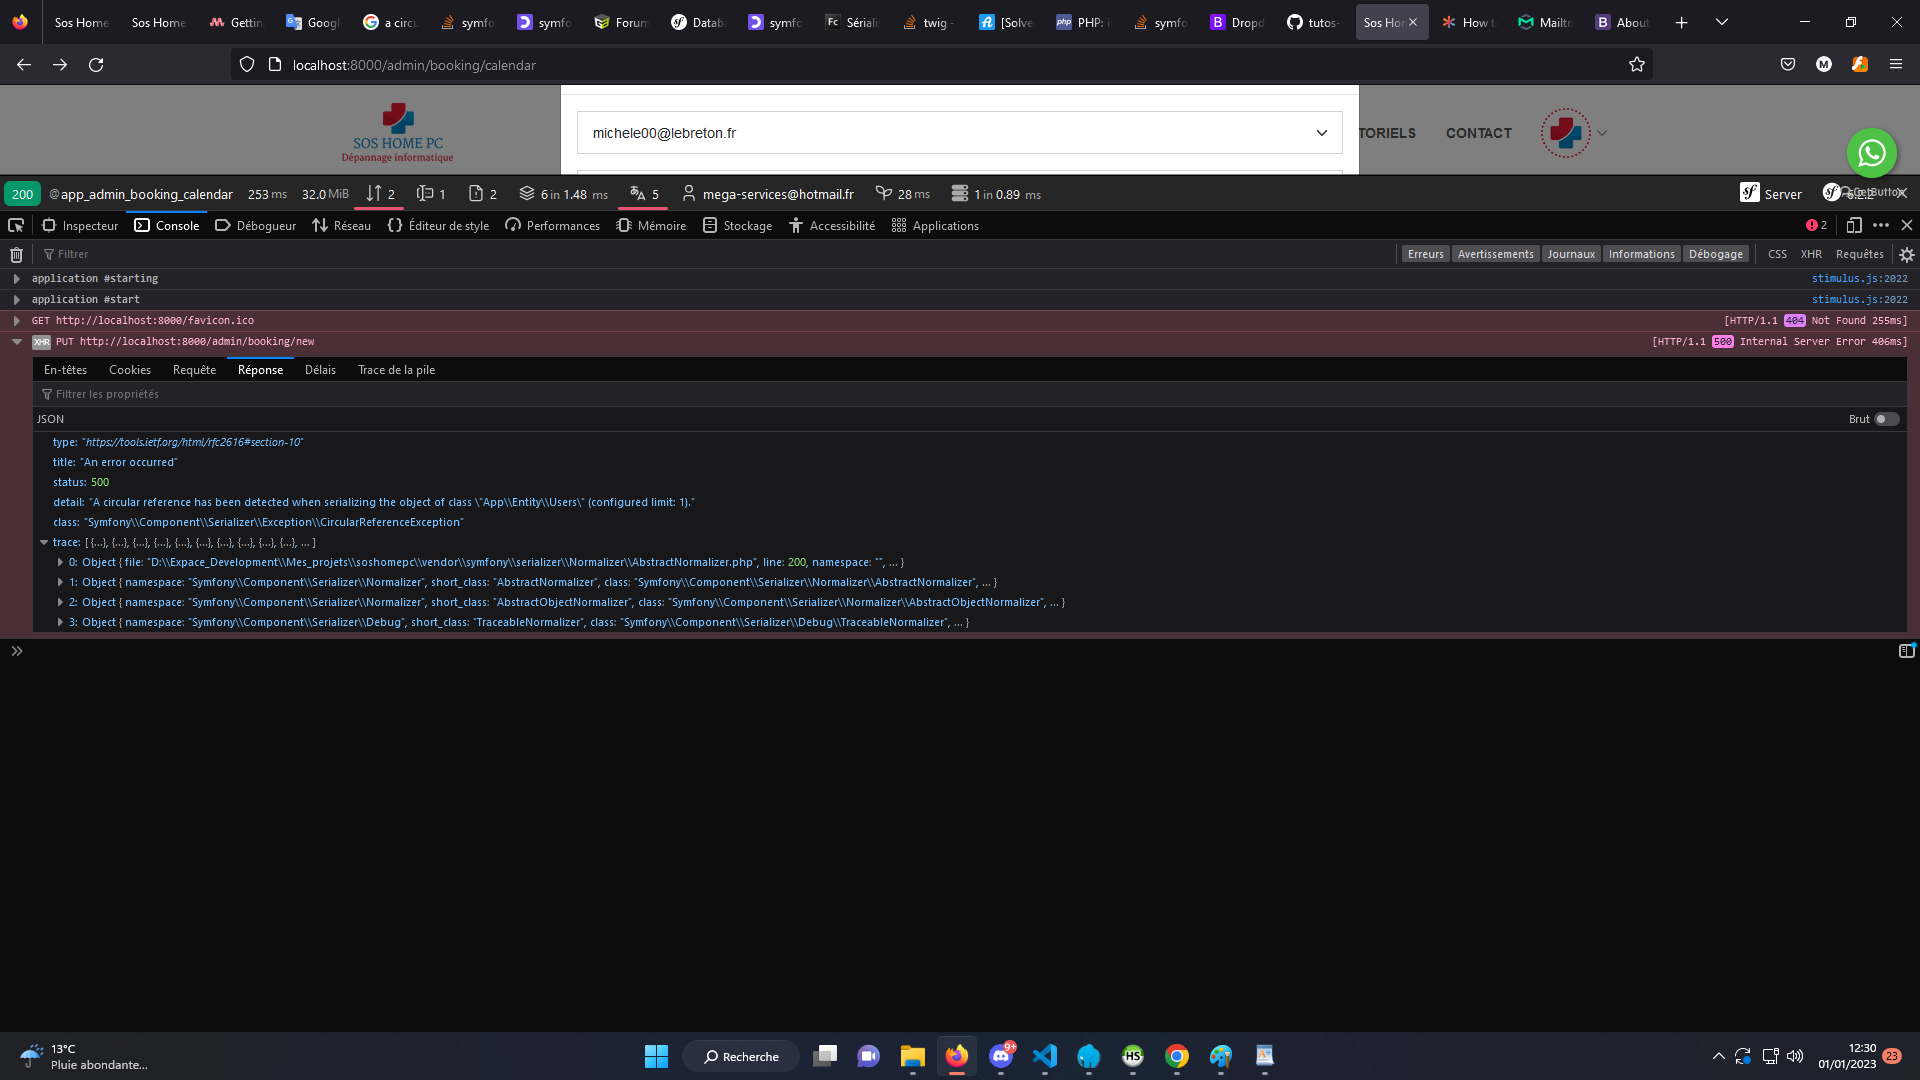 Sos Home
Sos Home
Gettin
Googl
a circu
symfo
symfo
Forum
Datab
symfo
Sériali
twig -
[Solve
PHP: i
symfo
Dropd
tutos-
Sos Hor
How t
Mailtr
About
localhost:8000/admin/booking/calendar
SOS HOME PC
Dépannage informatique
michele00@lebreton.fr
TORIELS CONTACT
200 @app_admin_booking_calendar 253 ms 32.0 MiB 2 1 2 6 in 1.48 ms 5 mega-services@hotmail.fr 28 ms 1 in 0.89 ms Server 6.2.2
GetButton
Inspecteur Console Débogueur Réseau Éditeur de style Performances Mémoire Stockage Accessibilité Applications 2
Filtrer Erreurs Avertissements Journaux Informations Débogage CSS XHR Requêtes
application #starting stimulus.js:2022
application #start stimulus.js:2022
GET http://localhost:8000/favicon.ico [HTTP/1.1 404 Not Found 255ms]
XHR PUT http://localhost:8000/admin/booking/new [HTTP/1.1 500 Internal Server Error 406ms]
En-têtes Cookies Requête Réponse Délais Trace de la pile
Filtrer les propriétés
JSON Brut
type: "https://tools.ietf.org/html/rfc2616#section-10"
title: "An error occurred"
status: 500
detail: "A circular reference has been detected when serializing the object of class \"App\\Entity\\Users\" (configured limit: 1)."
class: "Symfony\\Component\\Serializer\\Exception\\CircularReferenceException"
trace: [ {…}, {…}, {…}, {…}, {…}, {…}, {…}, {…}, {…}, {…}, … ]
0: Object { file: "D:\\Expace_Development\\Mes_projets\\soshomepc\\vendor\\symfony\\serializer\\Normalizer\\AbstractNormalizer.php", line: 200, namespace: "", … }
1: Object { namespace: "Symfony\\Component\\Serializer\\Normalizer", short_class: "AbstractNormalizer", class: "Symfony\\Component\\Serializer\\Normalizer\\AbstractNormalizer", … }
2: Object { namespace: "Symfony\\Component\\Serializer\\Normalizer", short_class: "AbstractObjectNormalizer", class: "Symfony\\Component\\Serializer\\Normalizer\\AbstractObjectNormalizer", … }
3: Object { namespace: "Symfony\\Component\\Serializer\\Debug", short_class: "TraceableNormalizer", class: "Symfony\\Component\\Serializer\\Debug\\TraceableNormalizer", … }
13°C
Pluie abondante...
Recherche
9+
HS
12:30
01/01/2023
23